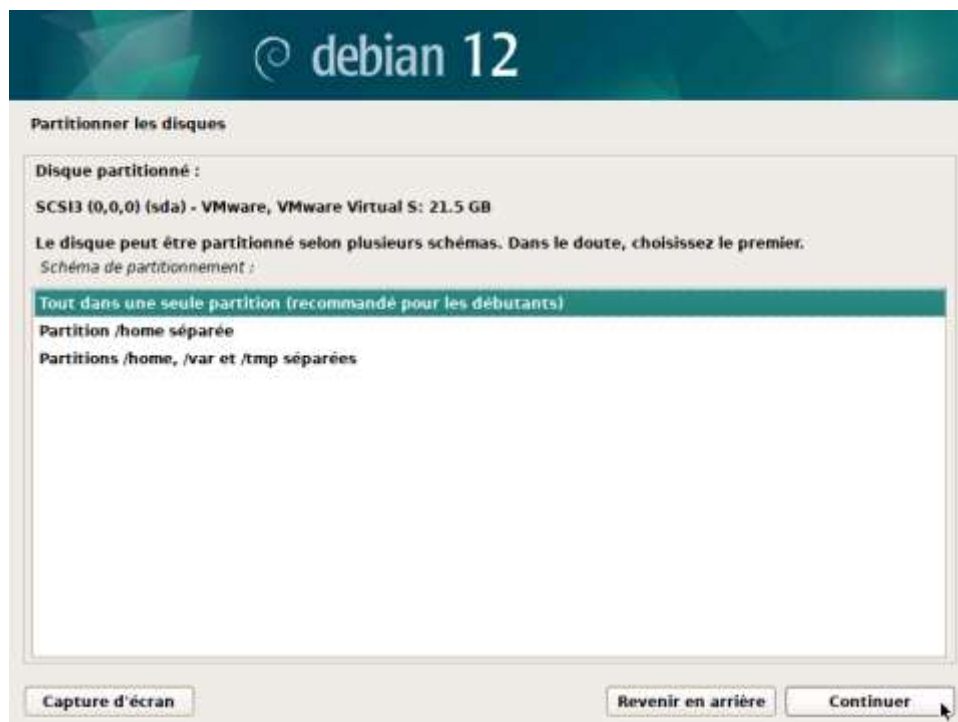 debian 12
Partitionner les disques
Disque partitionné :
SCSI3 (0,0,0) (sda) - VMware, VMware Virtual S: 21.5 GB
Le disque peut être partitionné selon plusieurs schémas. Dans le doute, choisissez le premier.
Schéma de partitionnement :
Tout dans une seule partition (recommandé pour les débutants)
Partition /home séparée
Partitions /home, /var et /tmp séparées
Capture d'écran
Revenir en arrière
Continuer